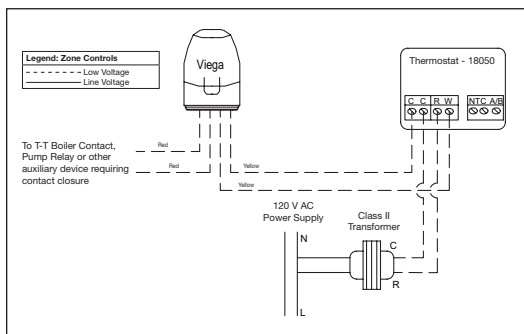 Legend: Zone Controls
Low Voltage
Line Voltage
Viega
Thermostat - 18050
C C R W
NTC A/B
Red
To T-T Boiler Contact,
Pump Relay or other
auxiliary device requiring
contact closure
Red
Yellow
Yellow
120 V AC
Power Supply
Class II
Transformer
N
C
R
L